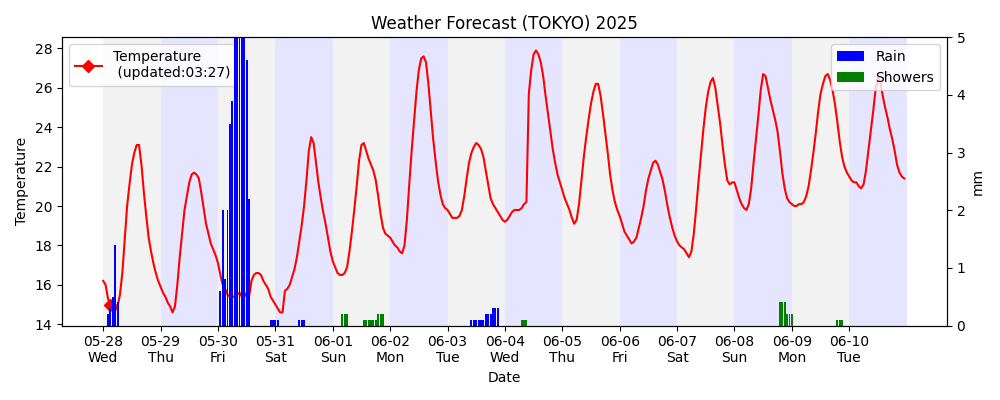 Weather Forecast (TOKYO) 2025
Temperature
(updated:03:27)
Rain
Showers
28
26
24
22
20
18
16
14
Temperature
5
4
3
2
1
0
mm
05-28 05-29 05-30 05-31 06-01 06-02 06-03 06-04 06-05 06-06 06-07 06-08 06-09 06-10
Wed Thu Fri Sat Sun Mon Tue Wed Thu Fri Sat Sun Mon Tue
Date